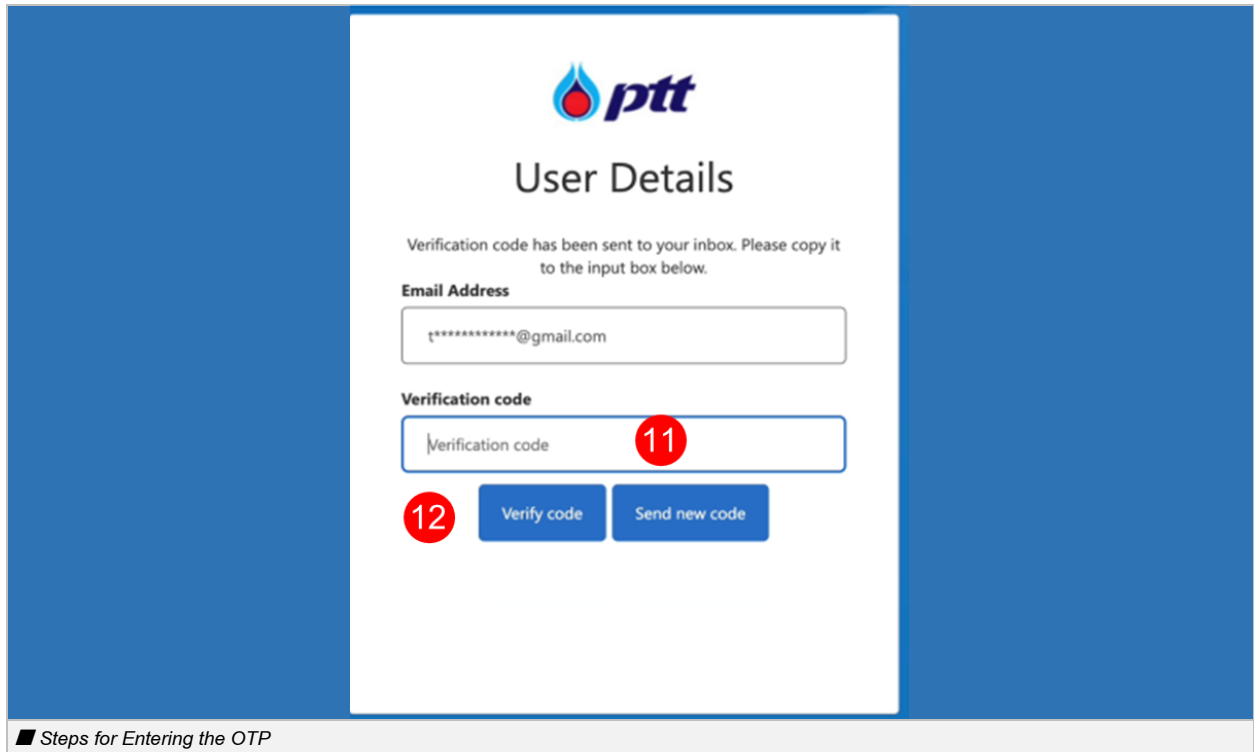 ptt
User Details
Verification code has been sent to your inbox. Please copy it
to the input box below.
Email Address
t************@gmail.com
Verification code
Verification code
11
12
Verify code
Send new code
Steps for Entering the OTP